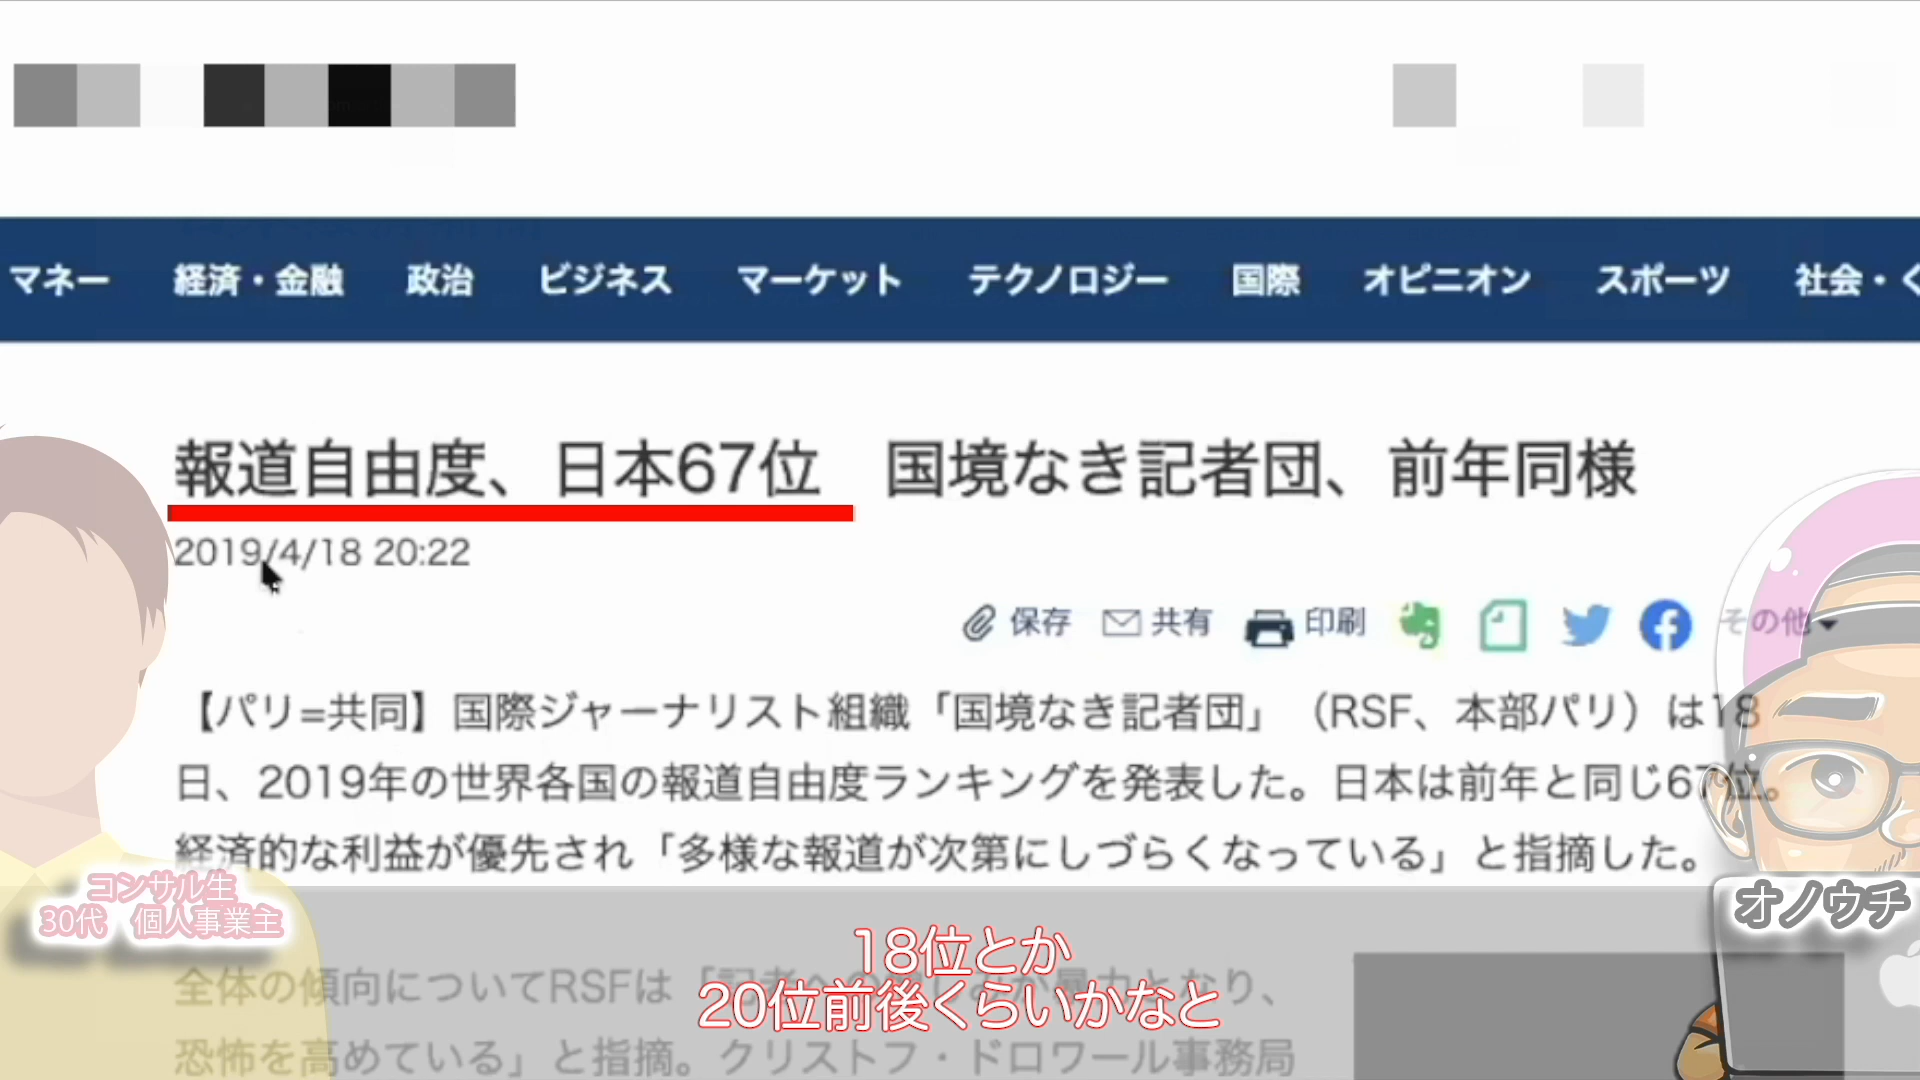 マネー 経済・金融 政治 ビジネス マーケット テクノロジー 国際 オピニオン スポーツ 社会・く
報道自由度、日本67位 国境なき記者団、前年同様
2019/4/18 20:22
保存 共有 印刷 その他
【パリ=共同】国際ジャーナリスト組織「国境なき記者団」（RSF、本部パリ）は18
日、2019年の世界各国の報道自由度ランキングを発表した。日本は前年と同じ67位。
経済的な利益が優先され「多様な報道が次第にしづらくなっている」と指摘した。
コンサル生
30代 個人事業主
オノウチ
18位とか
20位前後くらいかなと
全体の傾向についてRSFは「記者への
となり、
恐怖を高めている」と指摘。クリストフ・ドロワール事務局